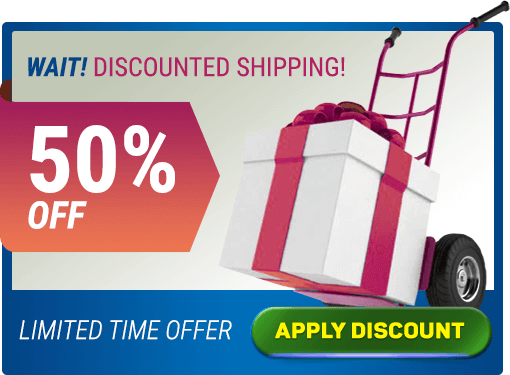 WAIT! DISCOUNTED SHIPPING!
50%
OFF
LIMITED TIME OFFER
APPLY DISCOUNT